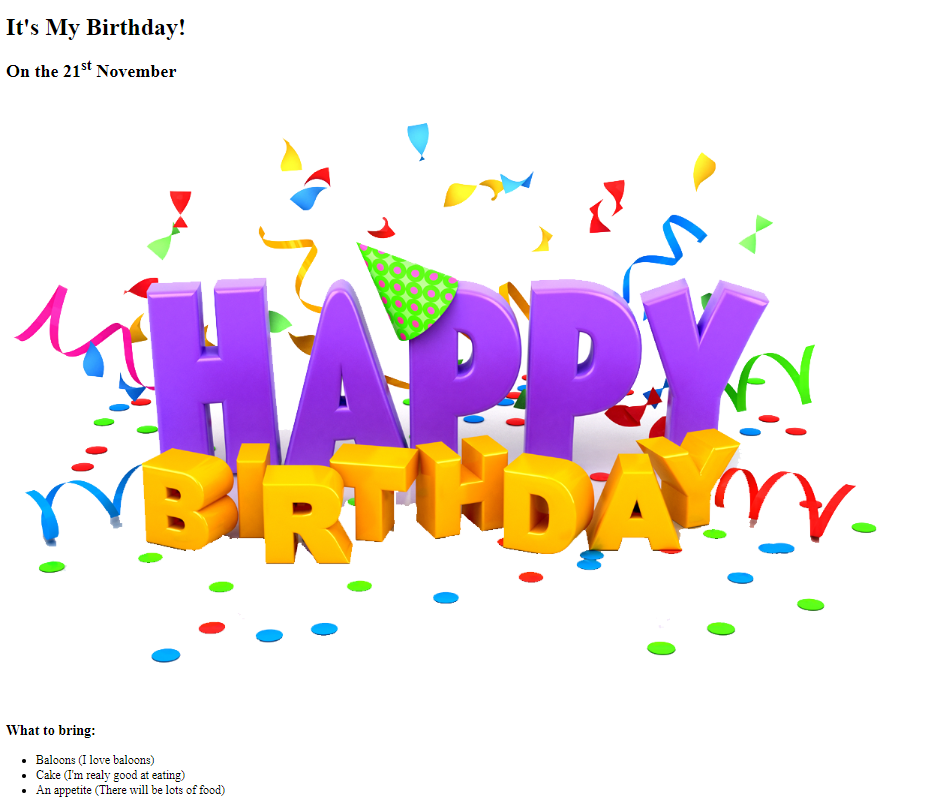 It's My Birthday!
On the 21st November
HAPPY
BIRTHDAY
What to bring:
Baloons (I love baloons)
Cake (I'm realy good at eating)
An appetite (There will be lots of food)